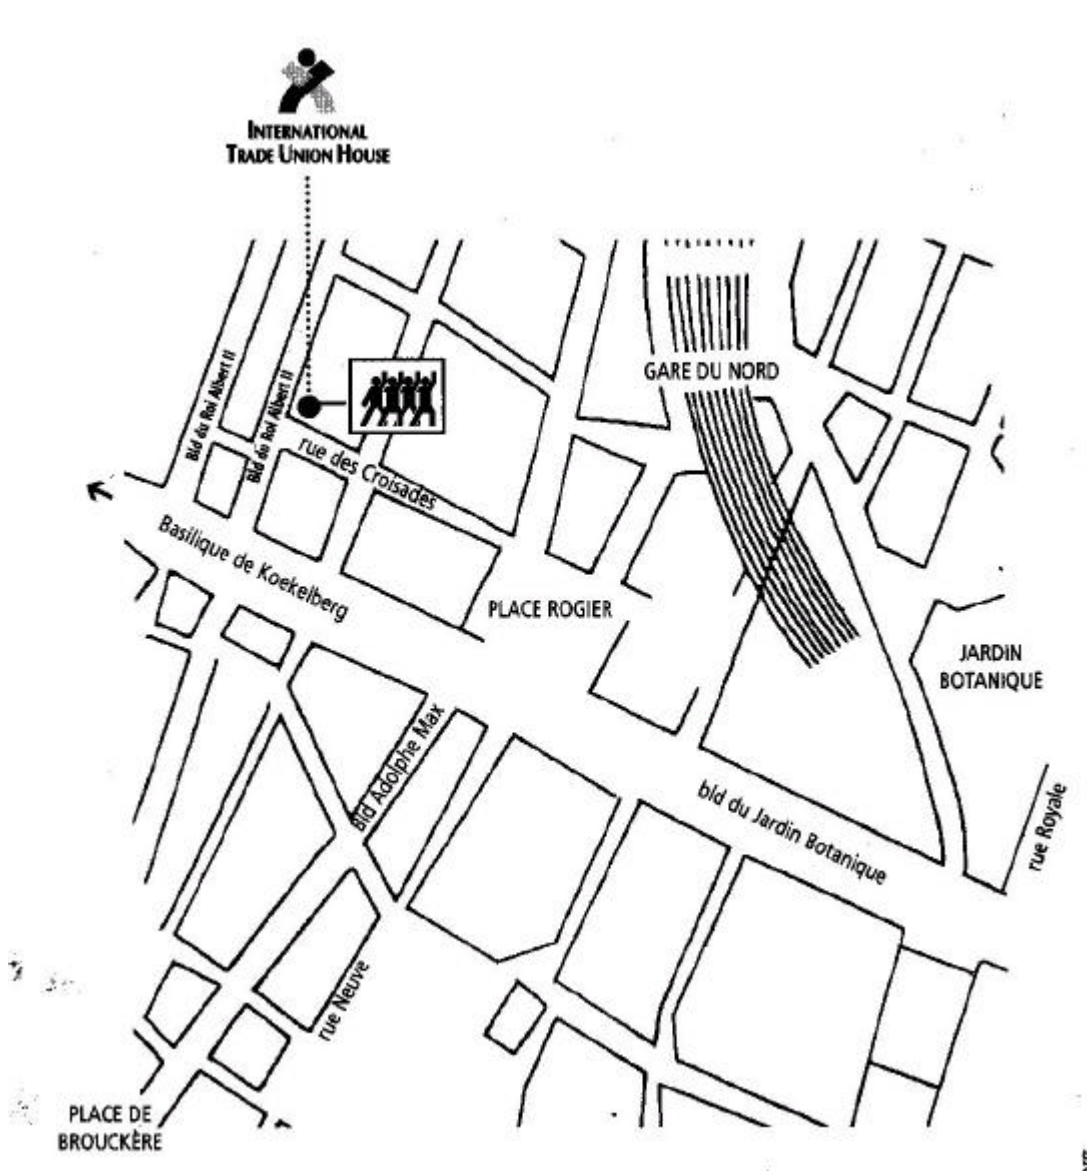 INTERNATIONAL
TRADE UNION HOUSE
Bld du Roi Albert II
Bld du Roi Albert II
GARE DU NORD
rue des Croisades
Basilique de Koekelberg
PLACE ROGIER
JARDIN
BOTANIQUE
Bld Adolphe Max
bld du Jardin Botanique
rue Royale
rue Neuve
PLACE DE
BROUCKÈRE